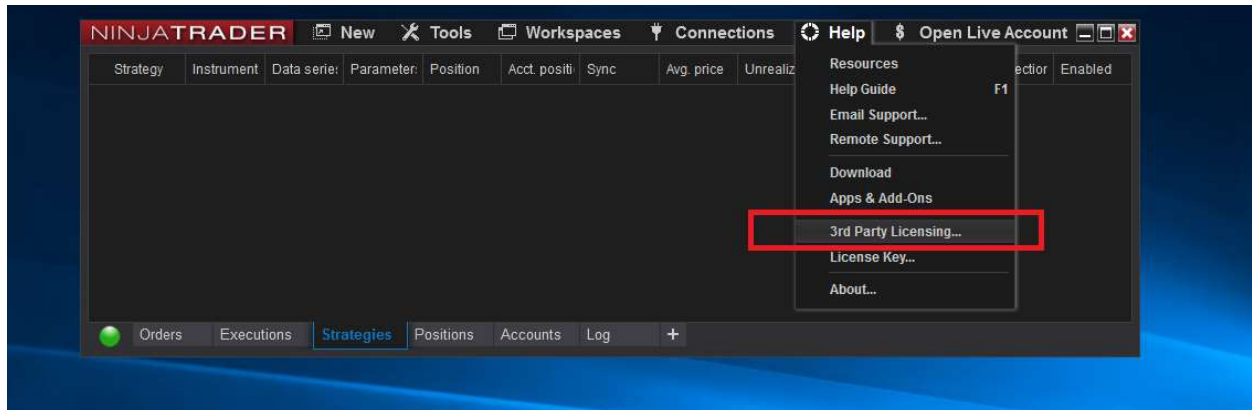 NINJATRADER New Tools Workspaces Connections Help $ Open Live Account
Strategy Instrument Data serie: Parameter: Position Acct. positi Sync Avg. price Unrealiz ectior Enabled
Resources
Help Guide F1
Email Support...
Remote Support...
Download
Apps & Add-Ons
3rd Party Licensing...
License Key...
About...
Orders Executions Strategies Positions Accounts Log +